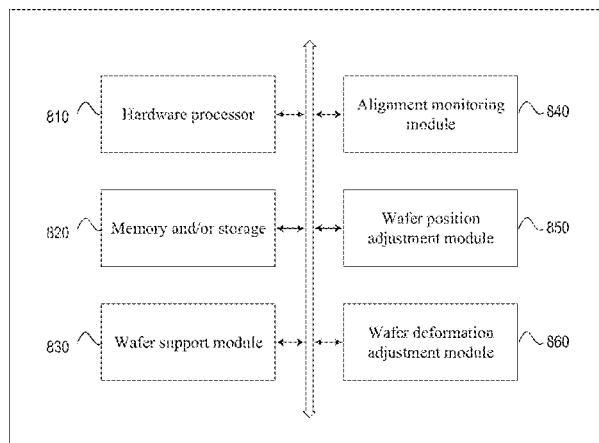 810
Hardware processor
Alignment monitoring
module
840
820
Memory and/or storage
Wafer position
adjustment module
850
830
Wafer support module
Wafer deformation
adjustment module
860